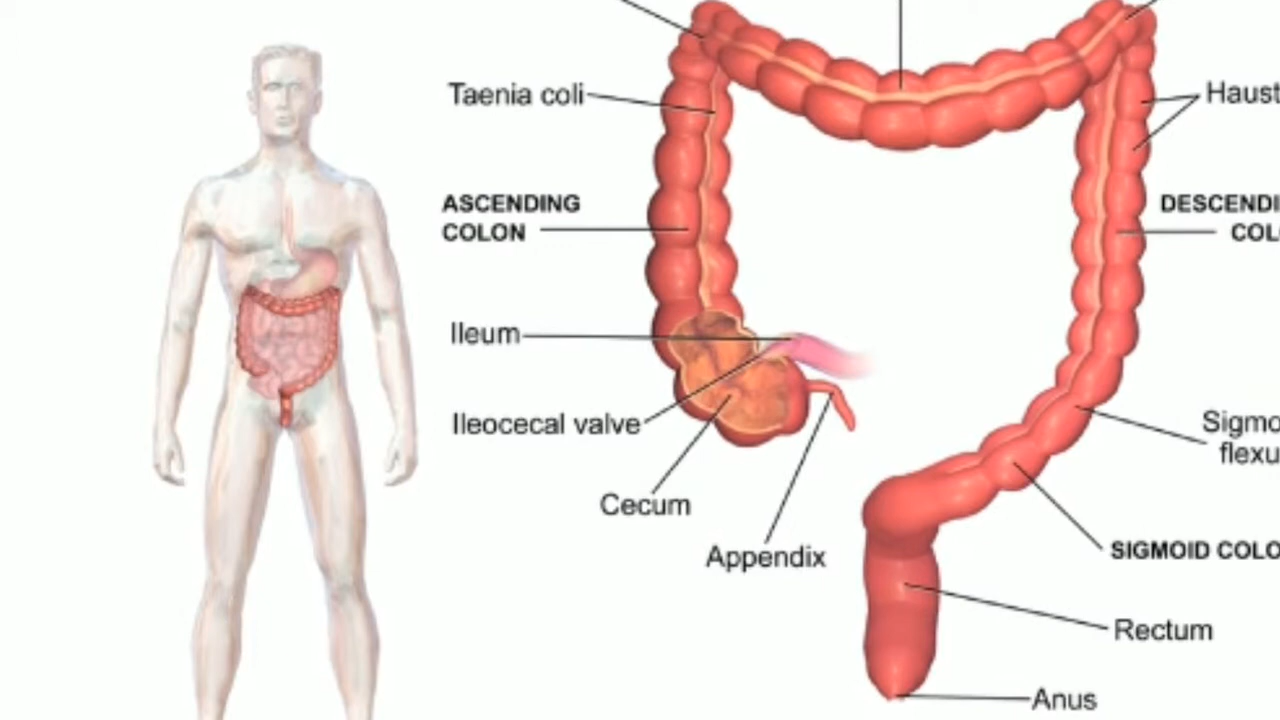 Taenia coli
Haust
ASCENDING
COLON
DESCENDI
COL
Ileum
Ileocecal valve
Sigmo
flexu
Cecum
Appendix
SIGMOID COLO
Rectum
Anus